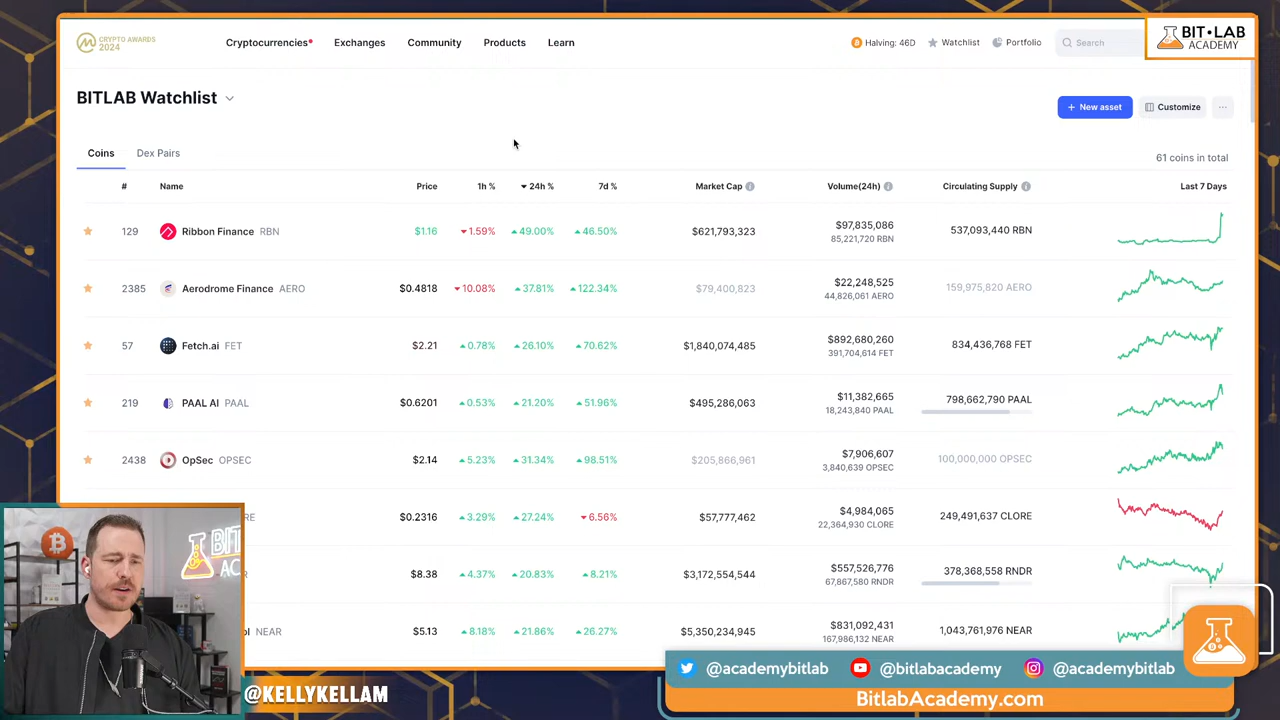 CRYPTO AWARDS
2024
Cryptocurrencies Exchanges Community Products Learn
Halving: 46D Watchlist Portfolio Search
BIT•LAB
ACADEMY
BITLAB Watchlist
+ New asset Customize ...
Coins Dex Pairs
61 coins in total
# Name Price 1h % 24h % 7d % Market Cap Volume(24h) Circulating Supply Last 7 Days
129 Ribbon Finance RBN $1.16 1.59% 49.00% 46.50% $621,793,323 $97,835,086 537,093,440 RBN
85,221,720 RBN
2385 Aerodrome Finance AERO $0.4818 10.08% 37.81% 122.34% $79,400,823 $22,248,525 159,975,820 AERO
44,826,061 AERO
57 Fetch.ai FET $2.21 0.78% 26.10% 70.62% $1,840,074,485 $892,680,260 834,436,768 FET
391,704,614 FET
219 PAAL AI PAAL $0.6201 0.53% 21.20% 51.96% $495,286,063 $11,382,665 798,662,790 PAAL
18,243,840 PAAL
2438 OpSec OPSEC $2.14 5.23% 31.34% 98.51% $205,866,961 $7,906,607 100,000,000 OPSEC
3,840,639 OPSEC
RE $0.2316 3.29% 27.24% 6.56% $57,777,462 $4,984,065 249,491,637 CLORE
22,364,930 CLORE
R $8.38 4.37% 20.83% 8.21% $3,172,554,544 $557,526,776 378,368,558 RNDR
67,867,580 RNDR
ol NEAR $5.13 8.18% 21.86% 26.27% $5,350,234,945 $831,092,431 1,043,761,976 NEAR
167,986,132 NEAR
BIT
AC
@KELLYKELLAM
@academybitlab @bitlabacademy @academybitlab
BitlabAcademy.com